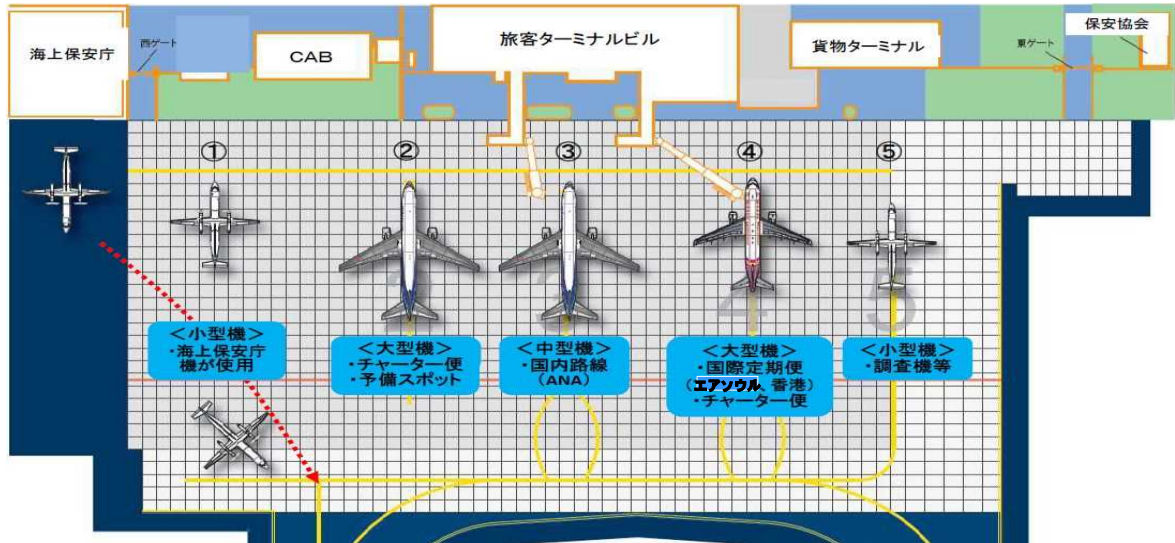 海上保安庁
西ゲート
CAB
旅客ターミナルビル
貨物ターミナル
東ゲート
保安協会
①
②
③
④
⑤
4
5
<小型機>
・海上保安庁
機が使用
<大型機>
・チャーター便
・予備スポット
<中型機>
・国内路線
(ANA)
<大型機>
・国際定期便
(エアソウル、香港)
・チャーター便
<小型機>
・調査機等